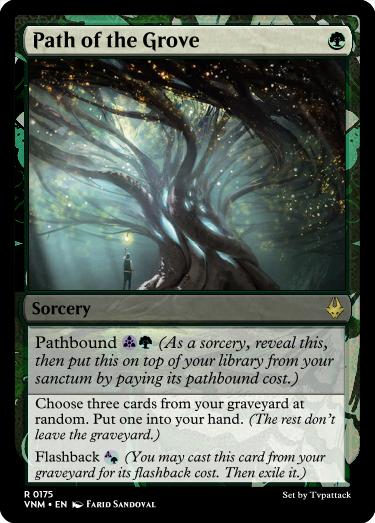 Path of the Grove
Sorcery
Pathbound (As a sorcery, reveal this,
then put this on top of your library from your
sanctum by paying its pathbound cost.)
Choose three cards from your graveyard at
random. Put one into your hand. (The rest don't
leave the graveyard.)
Flashback (You may cast this card from your
graveyard for its flashback cost. Then exile it.)
R 0175
VNM • EN Farid Sandoval
Set by Tvpattack